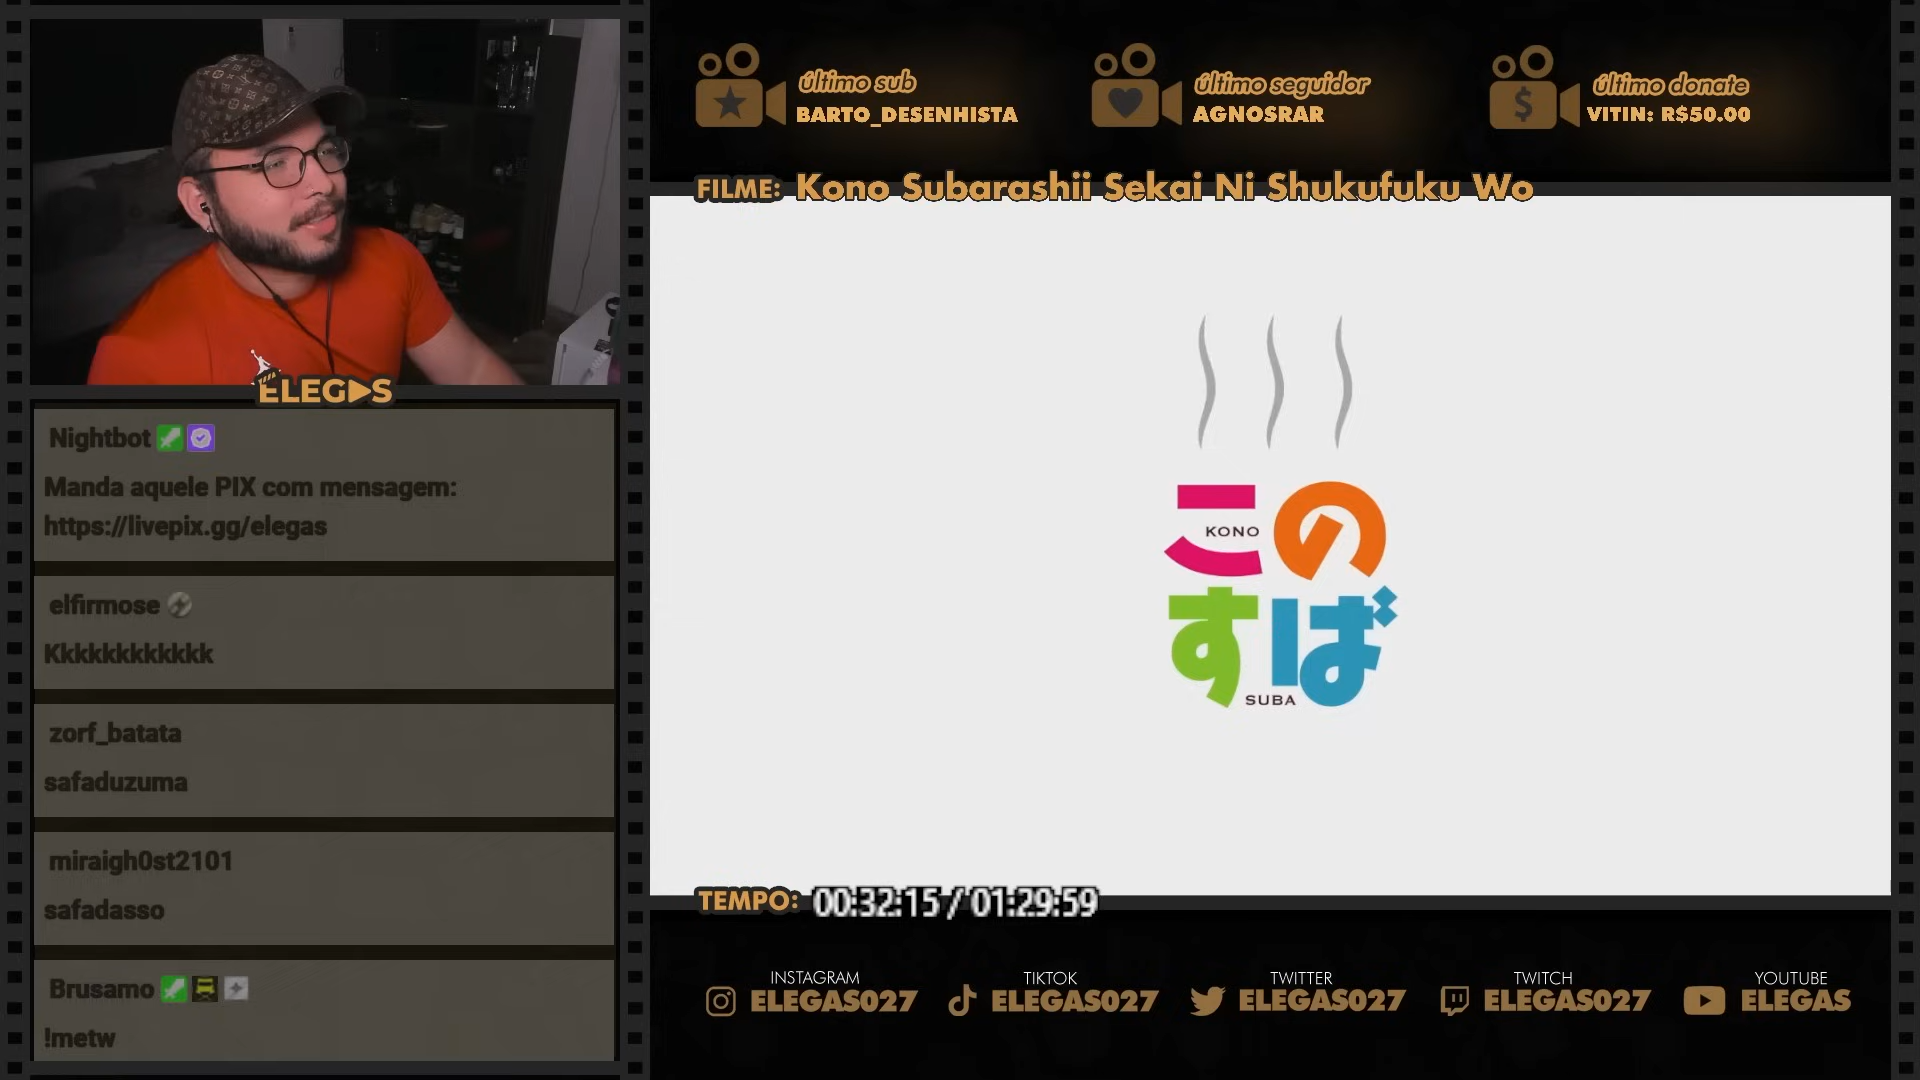 último sub
BARTO_DESENHISTA
último seguidor
AGNOSRAR
último donate
VITIN: R$50.00
FILME: Kono Subarashii Sekai Ni Shukufuku Wo
ELEGAS
Nightbot
Manda aquele PIX com mensagem:
https://livepix.gg/elegas
elfirmose
Kkkkkkkkkkkk
zorf_batata
safaduzuma
miraigh0st2101
safadasso
Brusamo
!metw
この
KONO
すば
SUBA
TEMPO: 00:32:15 / 01:29:59
INSTAGRAM
ELEGAS027
TIKTOK
ELEGAS027
TWITTER
ELEGAS027
TWITCH
ELEGAS027
YOUTUBE
ELEGAS